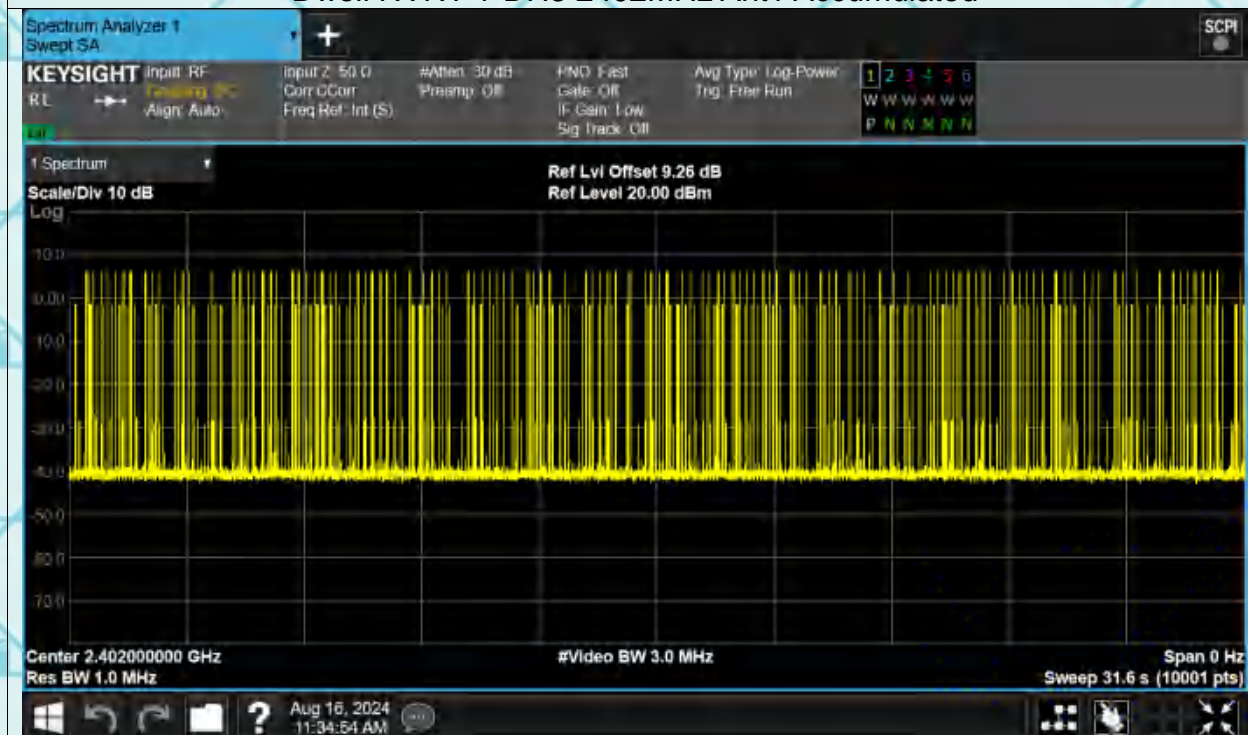 Spectrum Analyzer 1
Swept SA
+
SCPI
KEYSIGHT
RL
Input: RF
Coupling: DC
Align: Auto
Input Z: 50 Ω
Corr CCorr
Freq Ref: Int (S)
#Atten: 30 dB
Preamp: Off
PNO: Fast
Gate: Off
IF Gain: Low
Sig Track: Off
Avg Type: Log-Power
Trig: Free Run
1 2 3 4 5 6
W W W W W W
P N N N N N
1 Spectrum
Scale/Div 10 dB
Log
Ref Lvl Offset 9.26 dB
Ref Level 20.00 dBm
10.0
0.00
-10.0
-20.0
-30.0
-40.0
-50.0
-60.0
-70.0
Center 2.402000000 GHz
Res BW 1.0 MHz
#Video BW 3.0 MHz
Span 0 Hz
Sweep 31.6 s (10001 pts)
?
Aug 16, 2024
11:34:54 AM